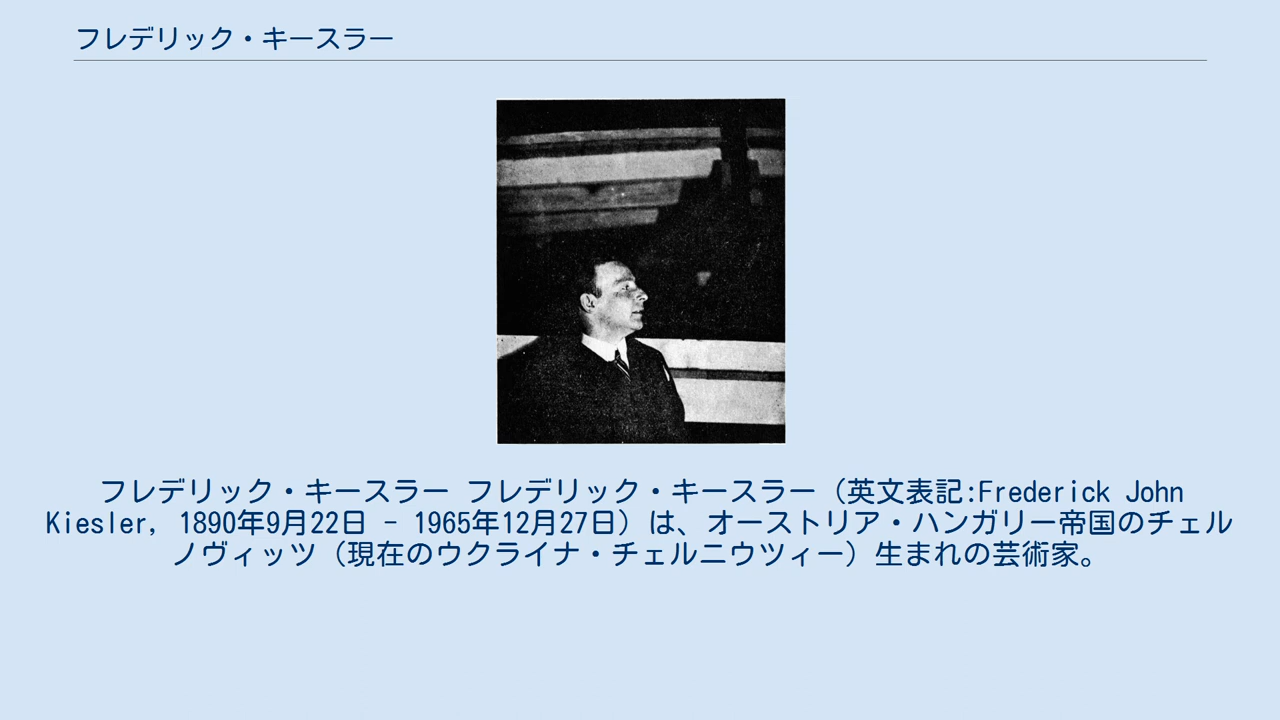 フレデリック・キースラー
フレデリック・キースラー フレデリック・キースラー（英文表記:Frederick John
Kiesler, 1890年9月22日 - 1965年12月27日）は、オーストリア・ハンガリー帝国のチェル
ノヴィッツ（現在のウクライナ・チェルニウツィー）生まれの芸術家。